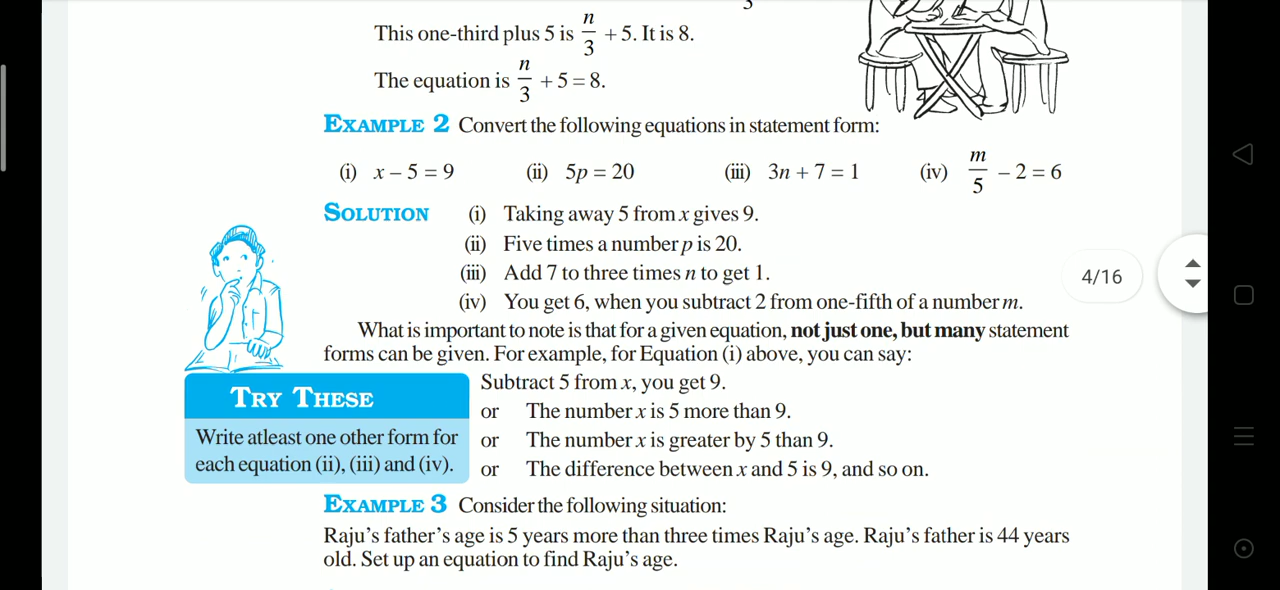 3
This one-third plus 5 is n/3 + 5. It is 8.
The equation is n/3 + 5 = 8.
EXAMPLE 2 Convert the following equations in statement form:
(i) x – 5 = 9 (ii) 5p = 20 (iii) 3n + 7 = 1 (iv) m/5 – 2 = 6
SOLUTION (i) Taking away 5 from x gives 9.
(ii) Five times a number p is 20.
(iii) Add 7 to three times n to get 1.
(iv) You get 6, when you subtract 2 from one-fifth of a number m.
What is important to note is that for a given equation, not just one, but many statement
forms can be given. For example, for Equation (i) above, you can say:
Subtract 5 from x, you get 9.
or The number x is 5 more than 9.
or The number x is greater by 5 than 9.
or The difference between x and 5 is 9, and so on.
TRY THESE
Write atleast one other form for
each equation (ii), (iii) and (iv).
EXAMPLE 3 Consider the following situation:
Raju's father's age is 5 years more than three times Raju's age. Raju's father is 44 years
old. Set up an equation to find Raju's age.
4/16